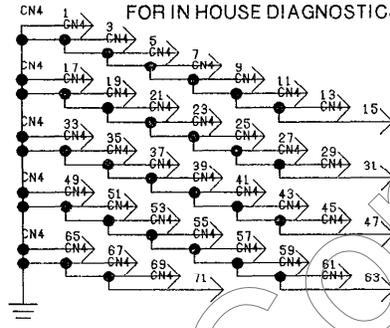 FOR IN HOUSE DIAGNOSTIC
CN4
1
CN4
3
CN4
5
CN4
7
CN4
9
CN4
11
CN4
13
CN4
15
CN4
17
CN4
19
CN4
21
CN4
23
CN4
25
CN4
27
CN4
29
CN4
31
CN4
33
CN4
35
CN4
37
CN4
39
CN4
41
CN4
43
CN4
45
CN4
47
CN4
49
CN4
51
CN4
53
CN4
55
CN4
57
CN4
59
CN4
61
CN4
63
CN4
65
CN4
67
CN4
69
CN4
71